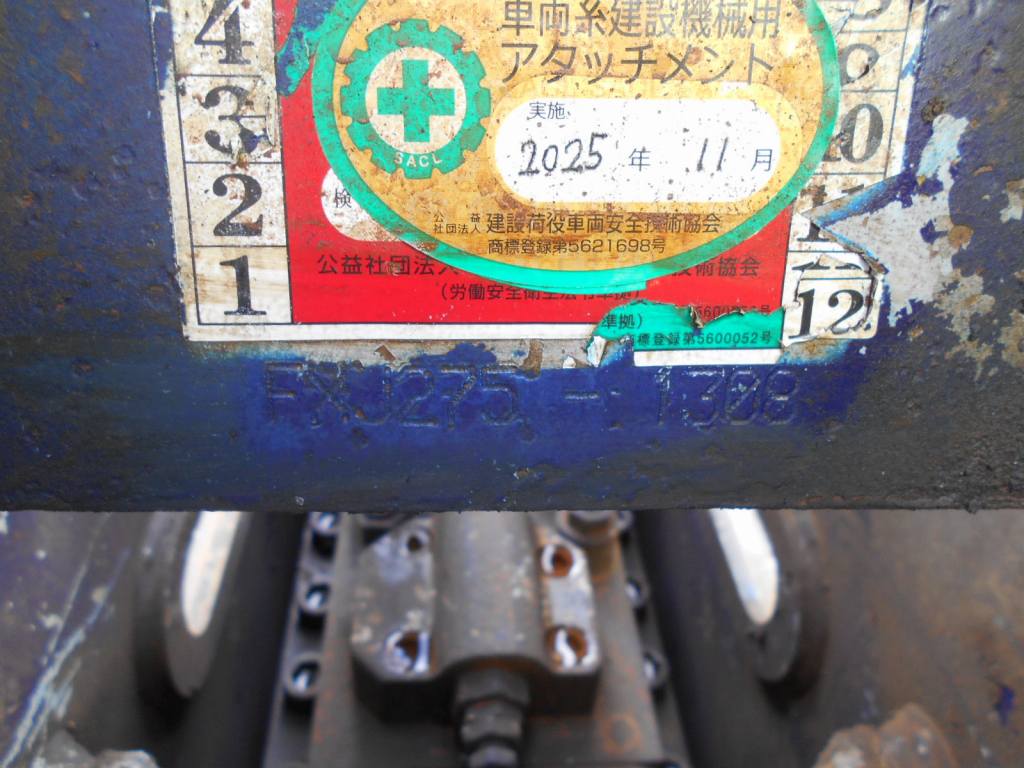 4
3
2
1
車両系建設機械用
アタッチメント
SACL
実施
2025 年 11 月
公益
社団法人 建設荷役車両安全技術協会
商標登録第5621698号
検
公益社団法人
技術協会
(労働安全衛生法
準拠)
商標登録第5600052号
9
10
11
12
FXJ275-1308